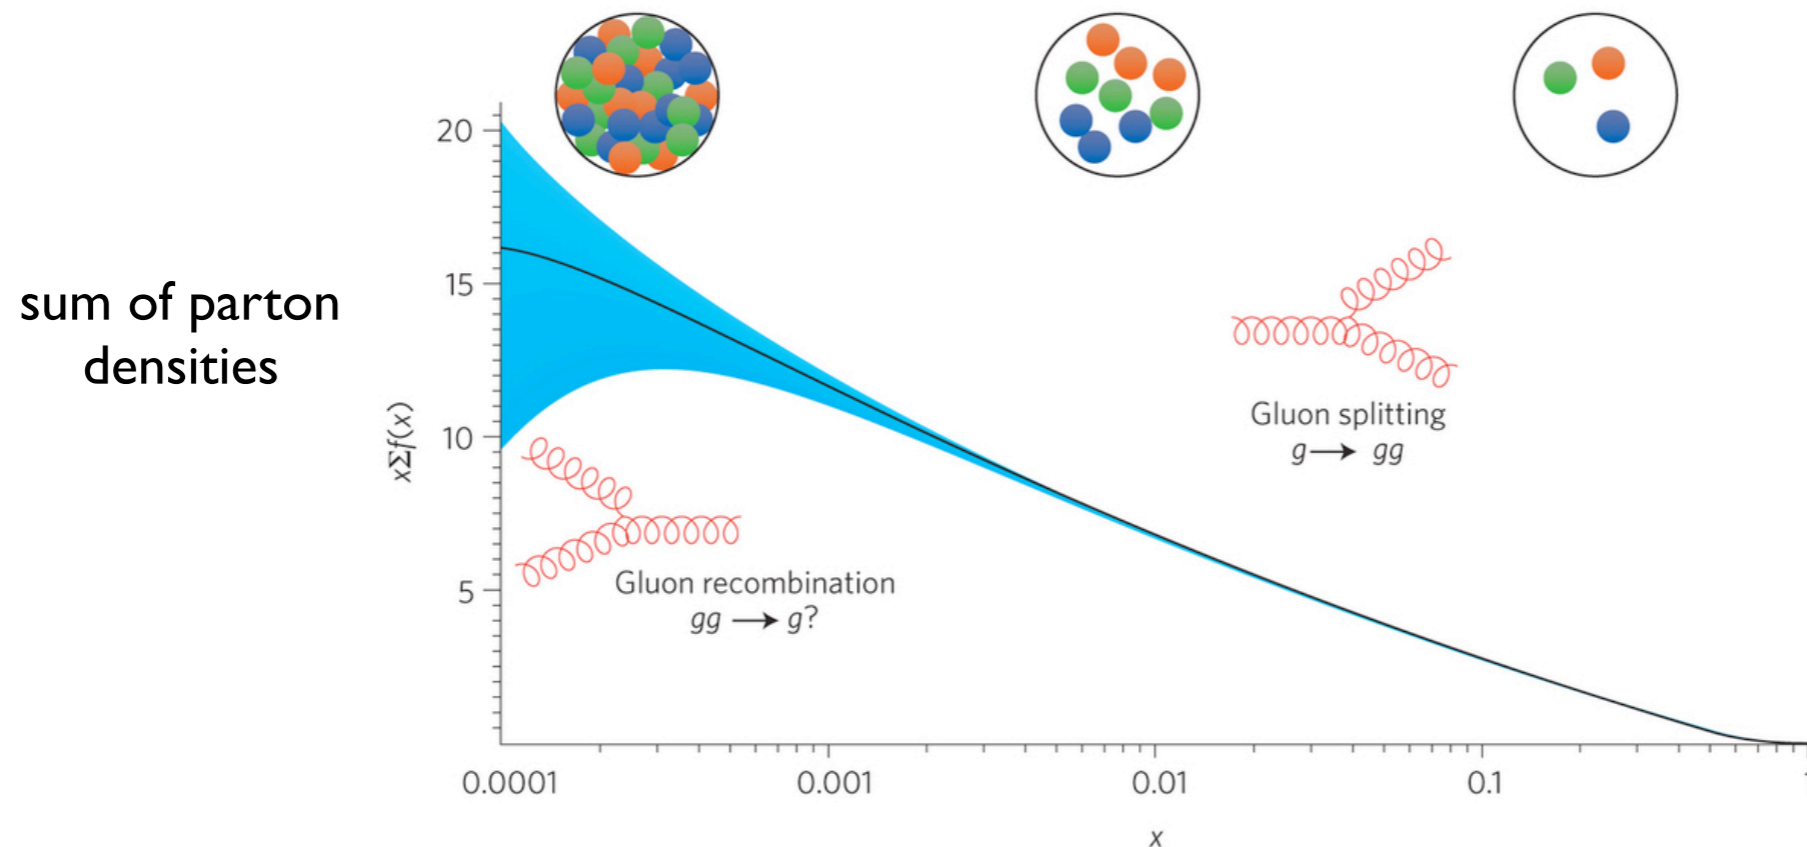 sum of parton
densities
xΣf(x)
20
15
10
5
Gluon splitting
g → gg
Gluon recombination
gg → g?
0.0001
0.001
0.01
0.1
x